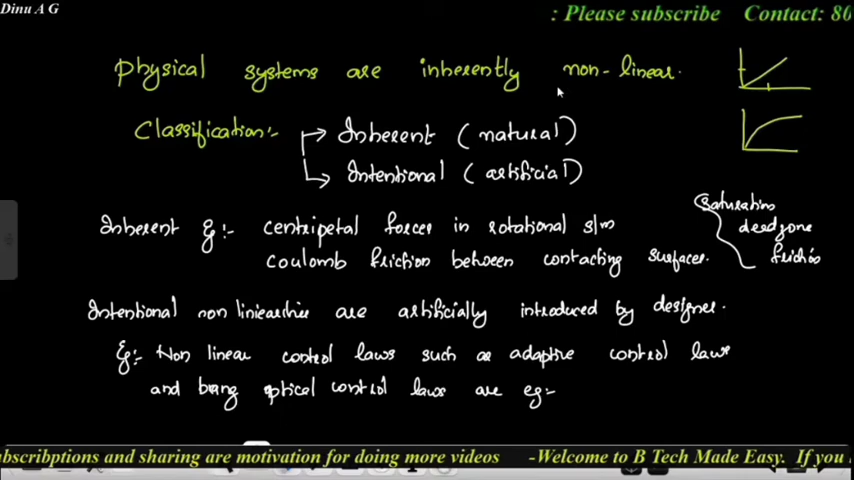 Dinu A G
: Please subscribe Contact: 80
Physical systems are inherently non-linear.
Classification:-
Inherent (natural)
Intentional (artificial)
Inherent Eg:- centripetal forces in rotational s/m
coulomb friction between contacting surfaces.
Saturation
deadzone
friction
Intentional non linearities are artificially introduced by designer.
Eg:- Non linear control laws such as adaptive control laws
and bang optical control laws are eg:-
subscribptions and sharing are motivation for doing more videos -Welcome to B Tech Made Easy. If you